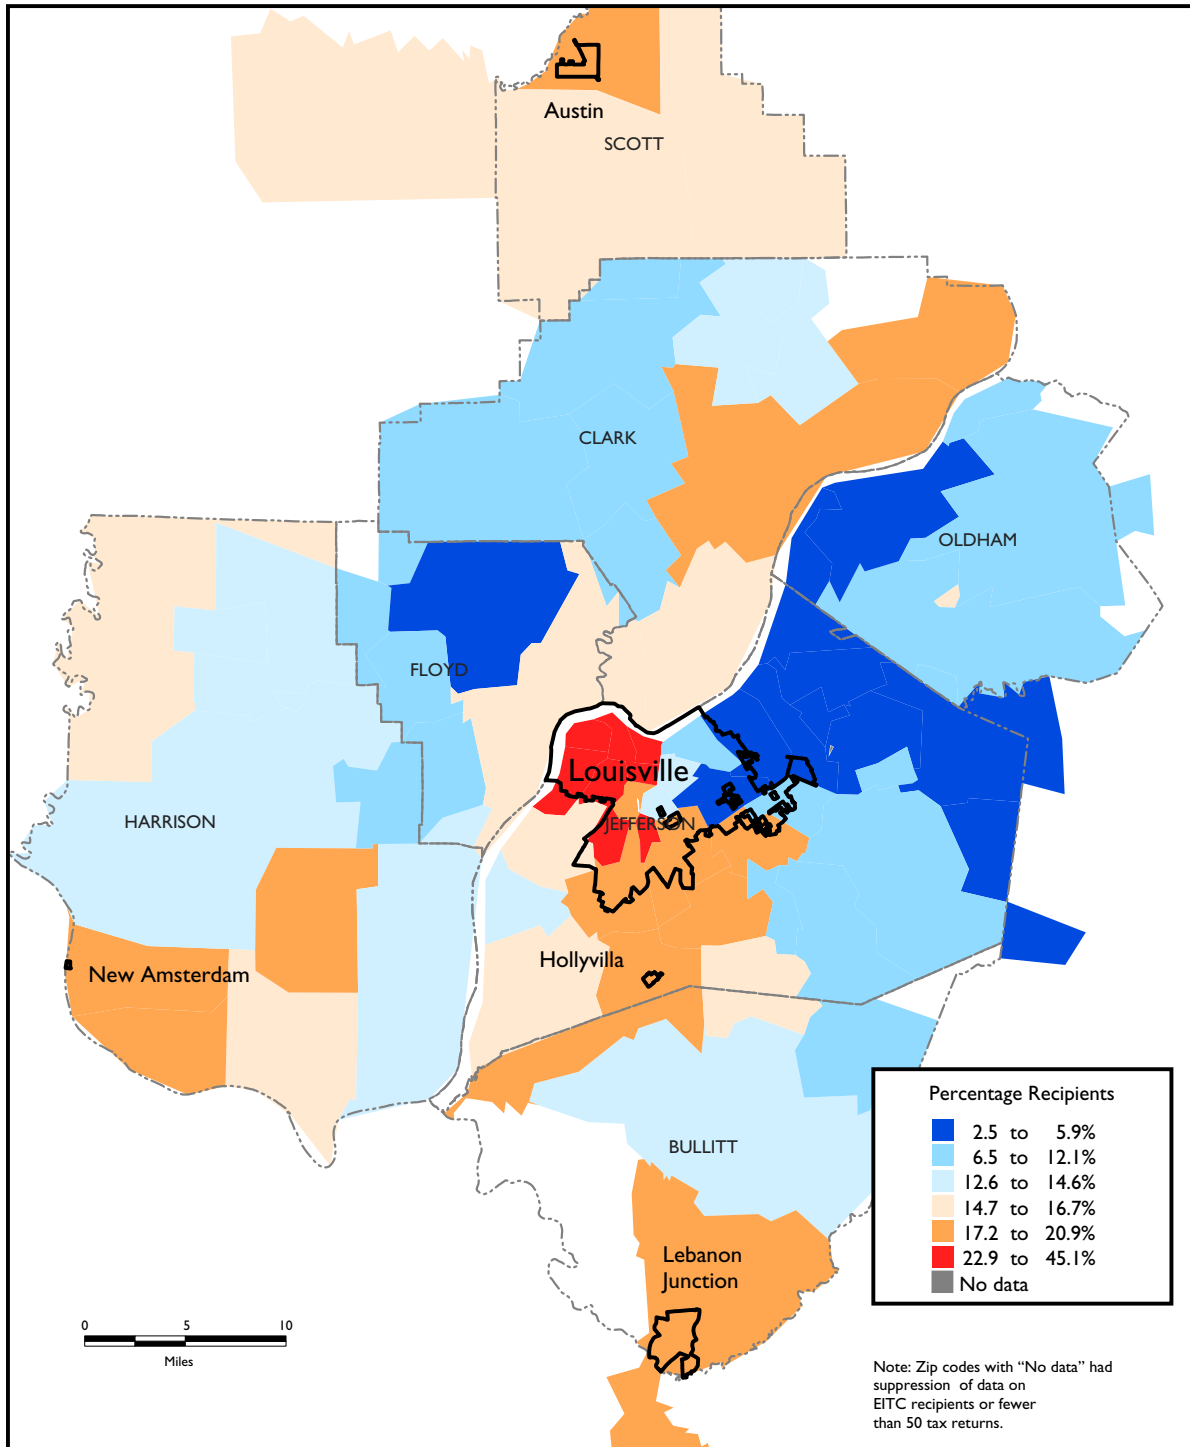 Austin
SCOTT
CLARK
OLDHAM
FLOYD
Louisville
HARRISON
JEFFERSON
Hollyvilla
New Amsterdam
BULLITT
Lebanon
Junction
Percentage Recipients
2.5 to 5.9%
6.5 to 12.1%
12.6 to 14.6%
14.7 to 16.7%
17.2 to 20.9%
22.9 to 45.1%
No data
0 5 10
Miles
Note: Zip codes with “No data” had
suppression of data on
EITC recipients or fewer
than 50 tax returns.